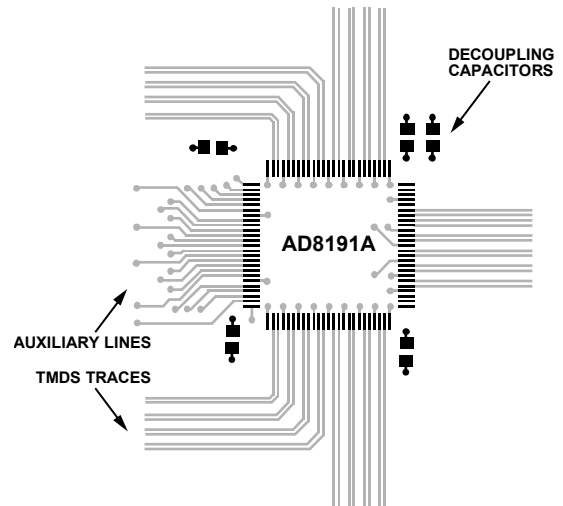 DECOUPLING
CAPACITORS
AD8191A
AUXILIARY LINES
TMDS TRACES